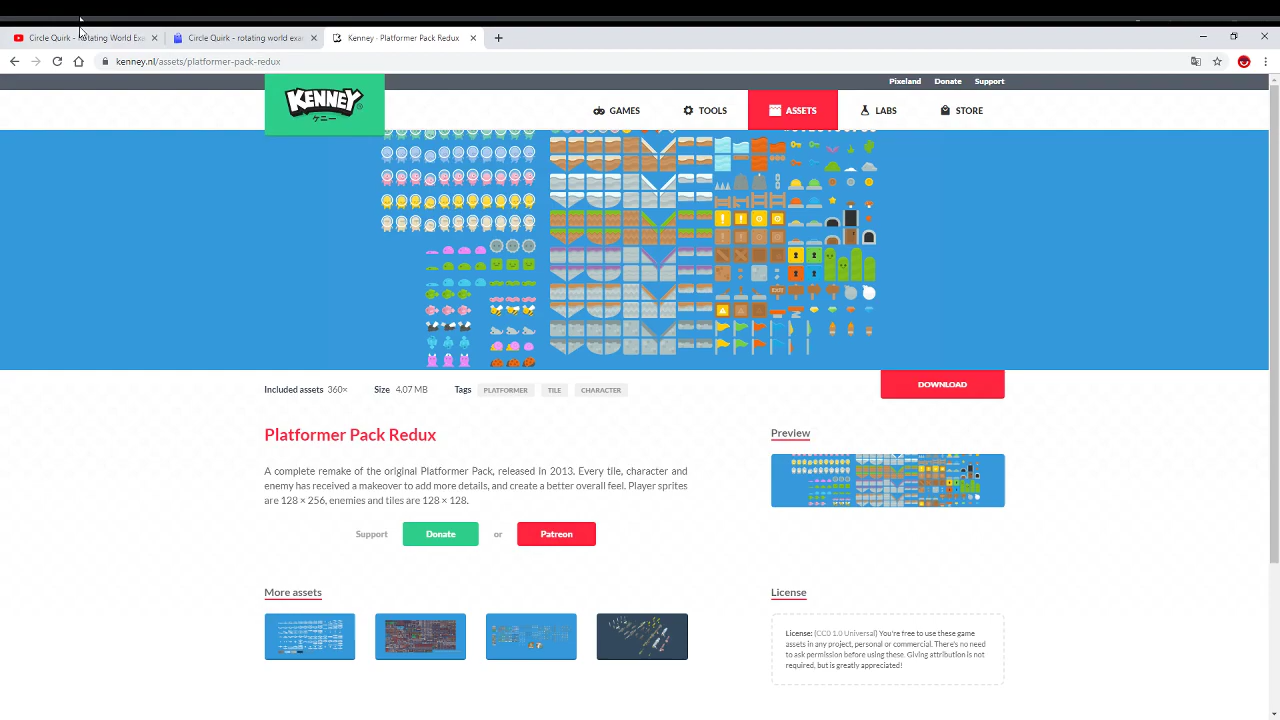 Circle Quirk - Rotating World Exa
Circle Quirk - rotating world exa
Kenney · Platformer Pack Redux
kenney.nl/assets/platformer-pack-redux
Pixeland Donate Support
KENNEY
ケニー
GAMES TOOLS ASSETS LABS STORE
EXIT
Included assets 360× Size 4.07 MB Tags PLATFORMER TILE CHARACTER
DOWNLOAD
Platformer Pack Redux
A complete remake of the original Platformer Pack, released in 2013. Every tile, character and
enemy has received a makeover to add more details, and create a better overall feel. Player sprites
are 128 × 256, enemies and tiles are 128 × 128.
Support Donate or Patreon
Preview
More assets
License
License: (CC0 1.0 Universal) You're free to use these game
assets in any project, personal or commercial. There's no need
to ask permission before using these. Giving attribution is not
required, but is greatly appreciated!